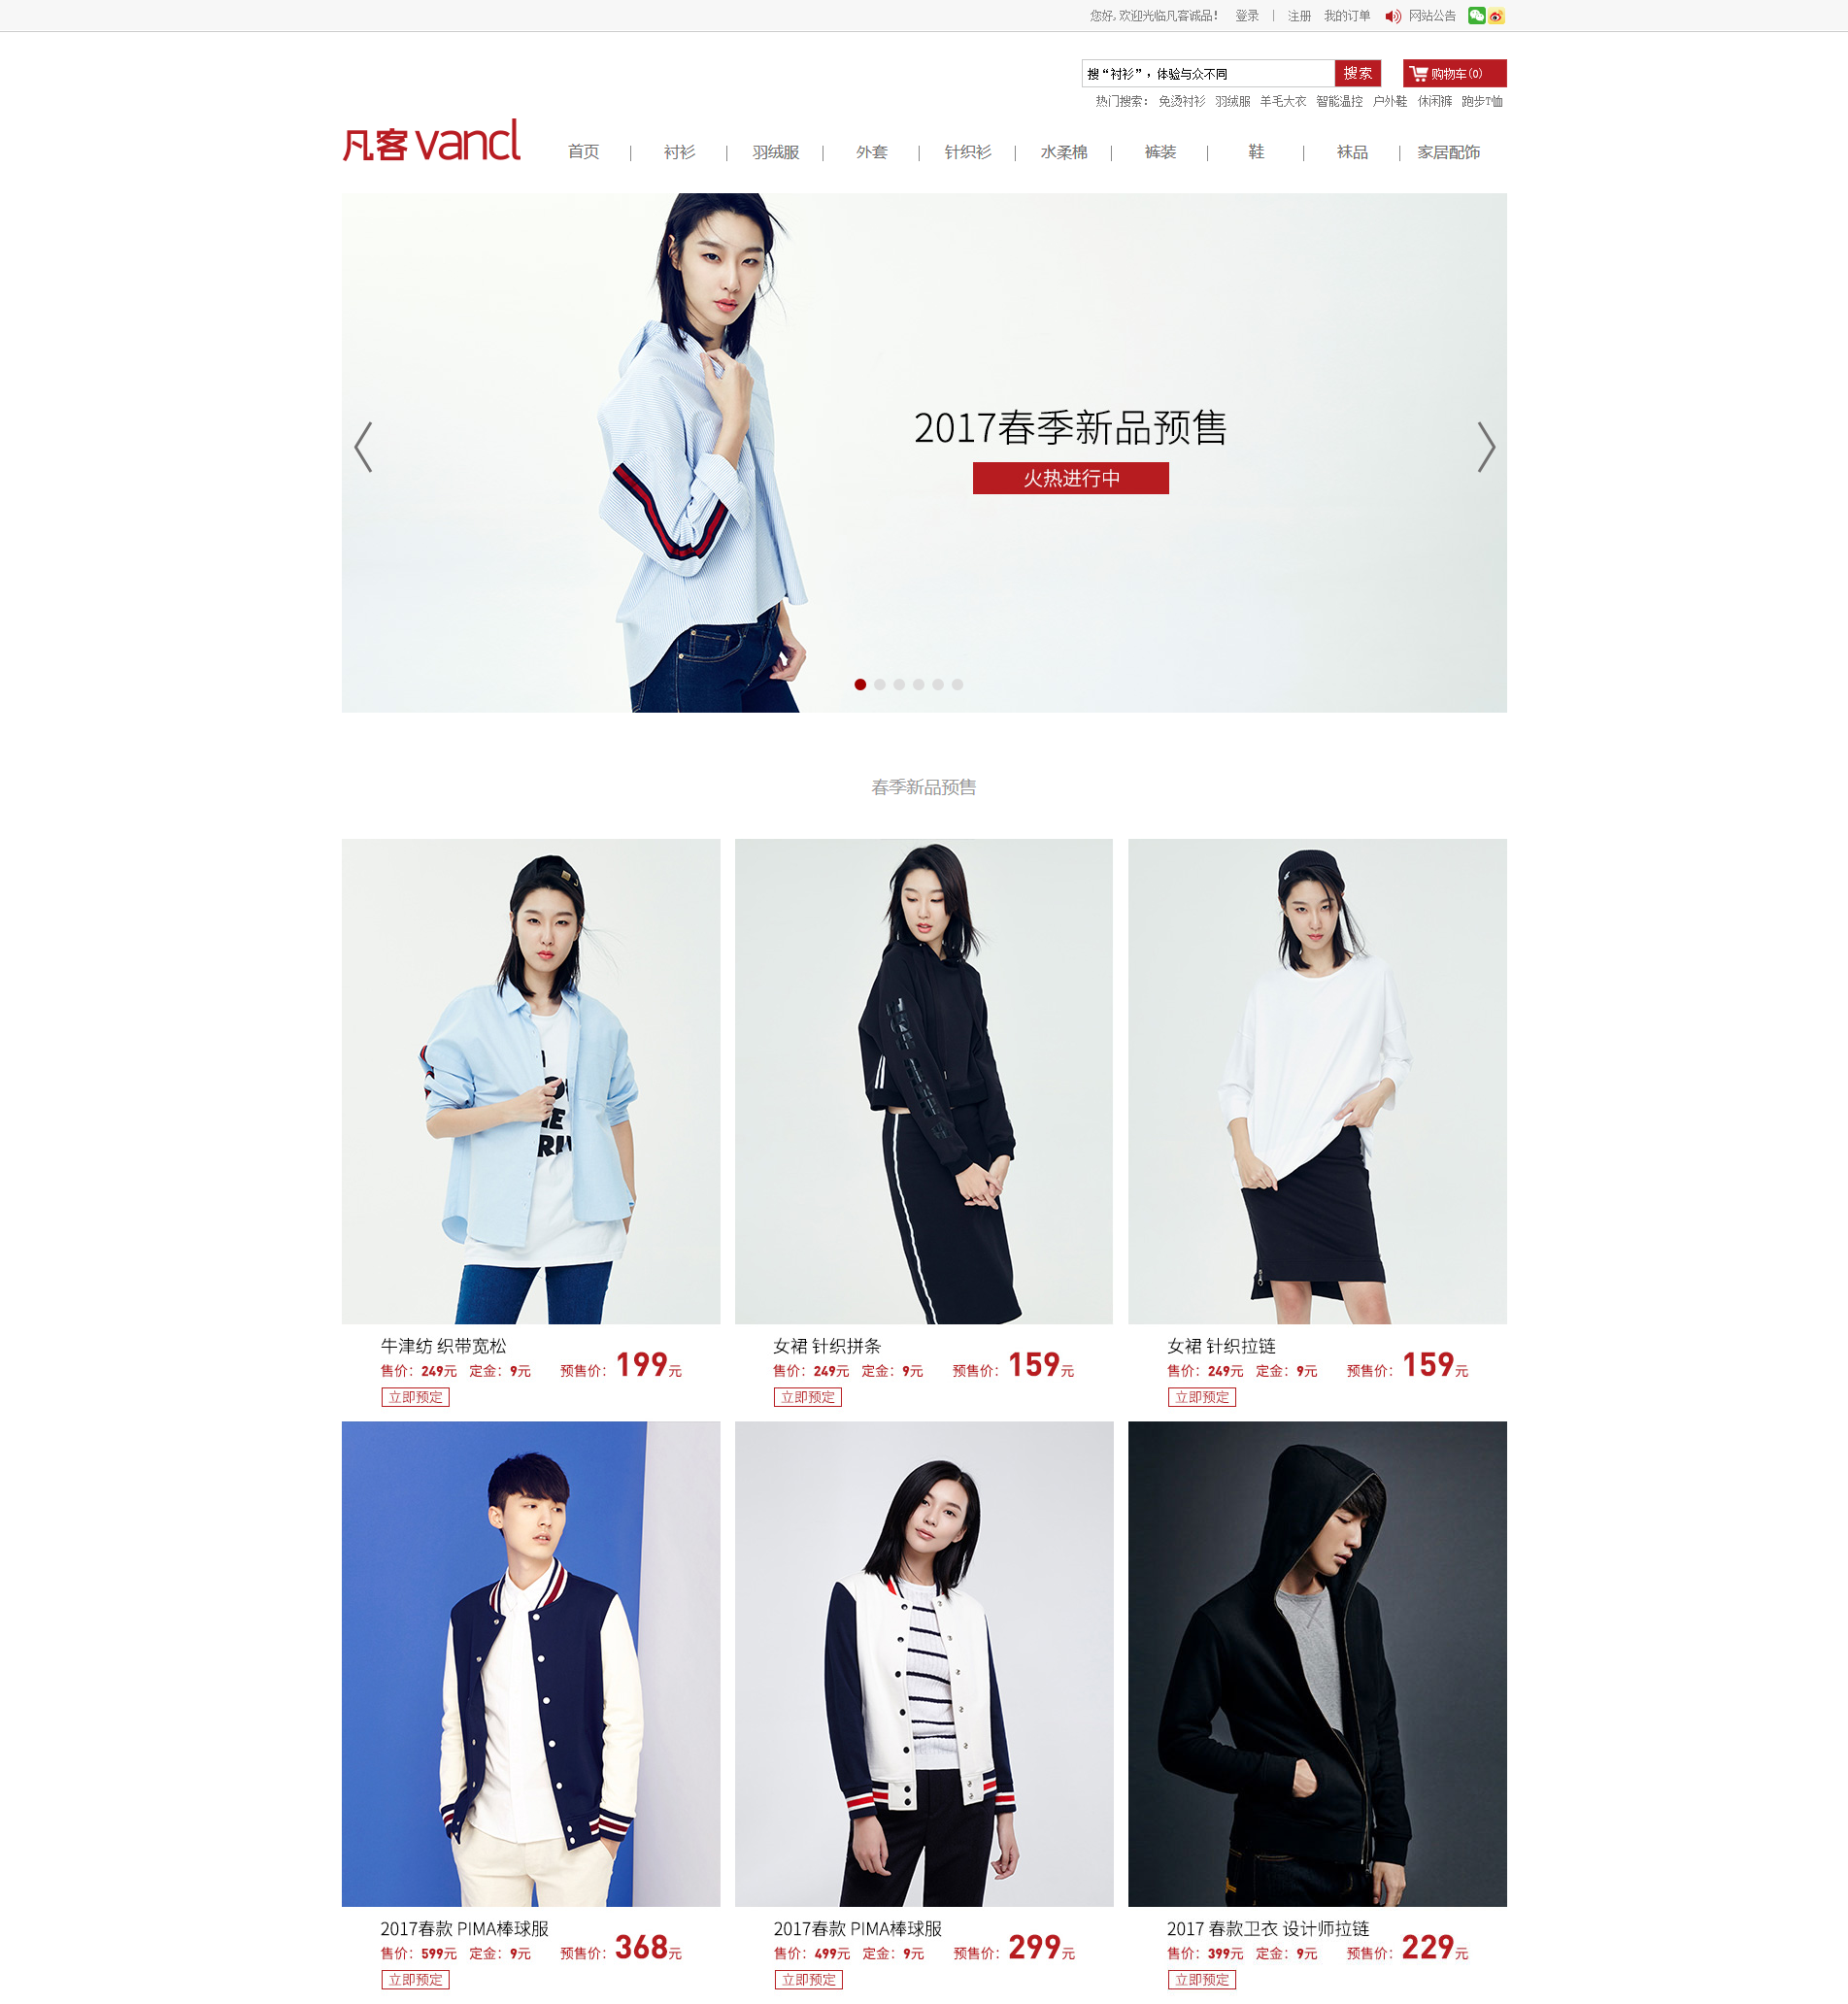 您好, 欢迎光临凡客诚品! 登录 | 注册 我的订单 网站公告
搜“衬衫”，体验与众不同 搜索 购物车(0)
热门搜索: 免烫衬衫 羽绒服 羊毛大衣 智能温控 户外鞋 休闲裤 跑步T恤
凡客 vancl
首页 | 衬衫 | 羽绒服 | 外套 | 针织衫 | 水柔棉 | 裤装 | 鞋 | 袜品 | 家居配饰
2017春季新品预售
火热进行中
春季新品预售
牛津纺 织带宽松
售价：249元 定金：9元 预售价：199元
立即预定
女裙 针织拼条
售价：249元 定金：9元 预售价：159元
立即预定
女裙 针织拉链
售价：249元 定金：9元 预售价：159元
立即预定
2017春款 PIMA棒球服
售价：599元 定金：9元 预售价：368元
立即预定
2017春款 PIMA棒球服
售价：499元 定金：9元 预售价：299元
立即预定
2017 春款卫衣 设计师拉链
售价：399元 定金：9元 预售价：229元
立即预定